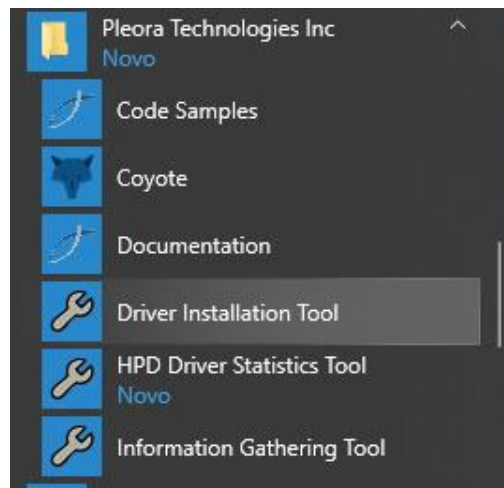 Pleora Technologies Inc
Novo
Code Samples
Coyote
Documentation
Driver Installation Tool
HPD Driver Statistics Tool
Novo
Information Gathering Tool